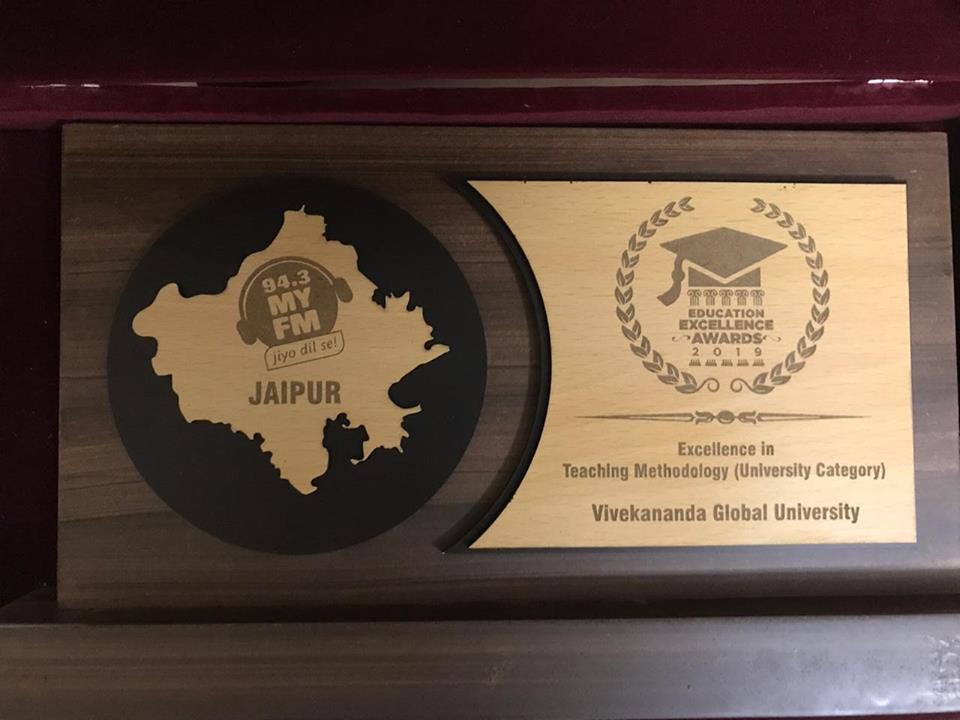 94.3
MY
FM
jiyo dil se!
JAIPUR
EDUCATION
EXCELLENCE
AWARDS
2019
Excellence in
Teaching Methodology (University Category)
Vivekananda Global University